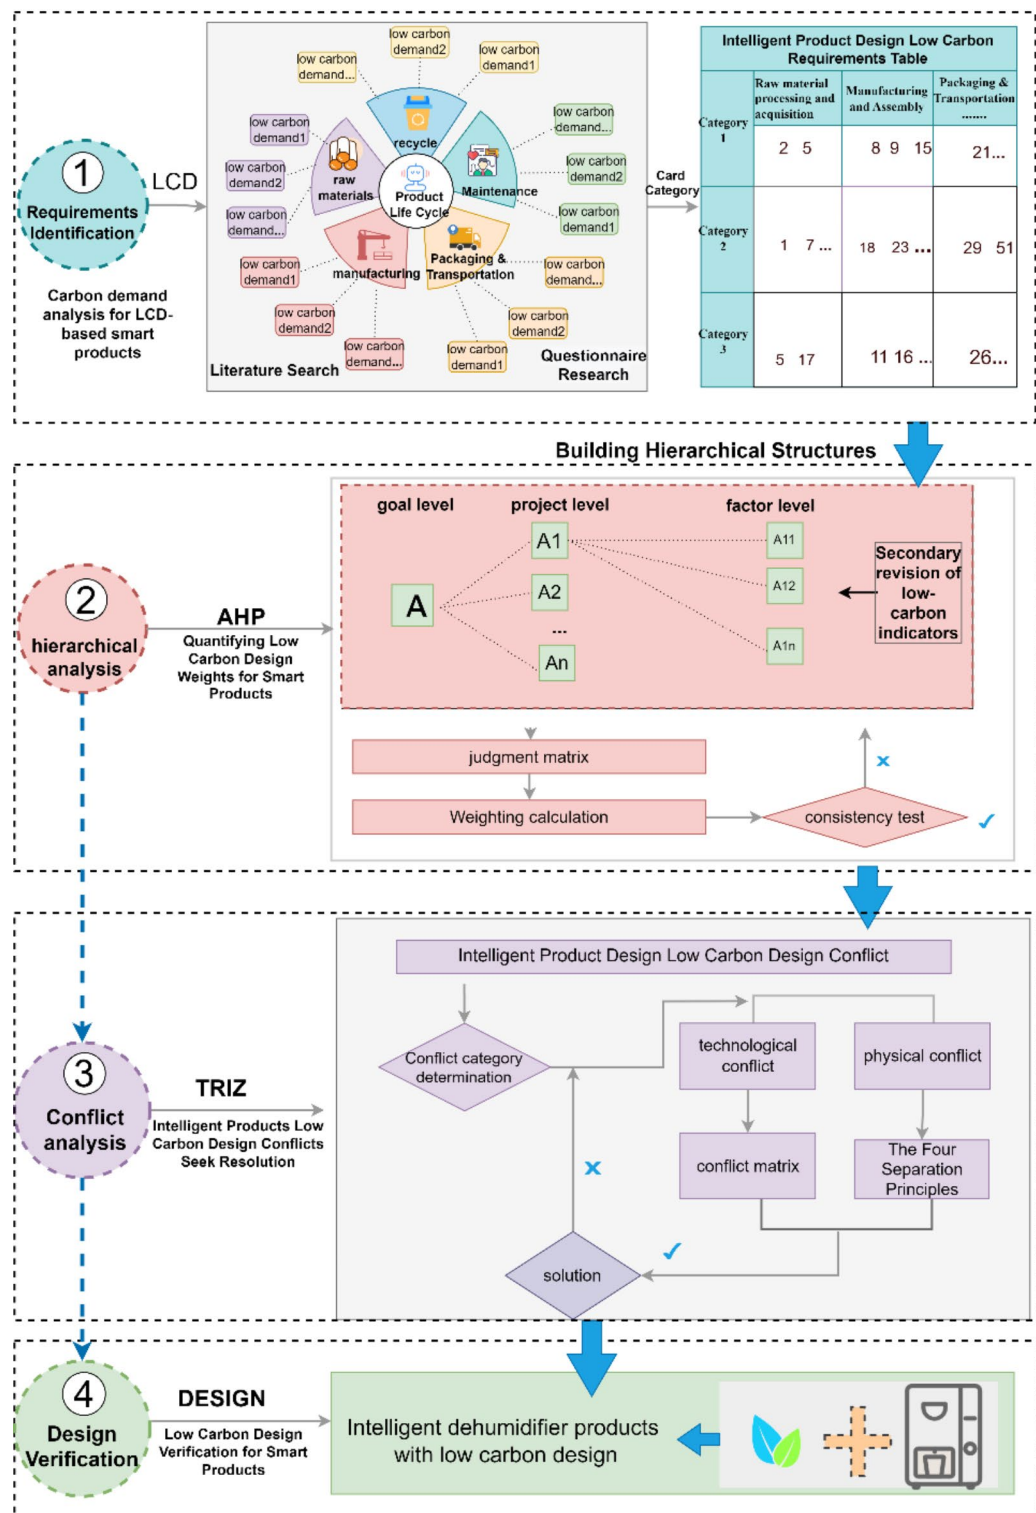 1
Requirements
Identification
LCD
Carbon demand
analysis for LCD-
based smart
products
low carbon
demand2
low carbon
demand...
low carbon
demand1
low carbon
demand1
low carbon
demand2
low carbon
demand...
low carbon
demand...
low carbon
demand2
low carbon
demand1
recycle
raw
materials
Product
Life Cycle
Maintenance
manufacturing
Packaging &
Transportation
low carbon
demand1
low carbon
demand2
low carbon
demand...
low carbon
demand...
low carbon
demand2
low carbon
demand1
Literature Search
Questionnaire
Research
Card
Category
Intelligent Product Design Low Carbon
Requirements Table
Raw material
processing and
acquisition
Manufacturing
and Assembly
Packaging &
Transportation
.......
Category
1
2 5
8 9 15
21...
Category
2
1 7 ...
18 23 ...
29 51
Category
3
5 17
11 16 ...
26...
Building Hierarchical Structures
2
hierarchical
analysis
AHP
Quantifying Low
Carbon Design
Weights for Smart
Products
goal level
project level
factor level
A
A1
A2
...
An
A11
A12
A1n
Secondary
revision of
low-
carbon
indicators
judgment matrix
Weighting calculation
consistency test
3
Conflict
analysis
TRIZ
Intelligent Products Low
Carbon Design Conflicts
Seek Resolution
Intelligent Product Design Low Carbon Design Conflict
Conflict category
determination
technological
conflict
physical conflict
conflict matrix
The Four
Separation
Principles
solution
4
Design
Verification
DESIGN
Low Carbon Design
Verification for Smart
Products
Intelligent dehumidifier products
with low carbon design